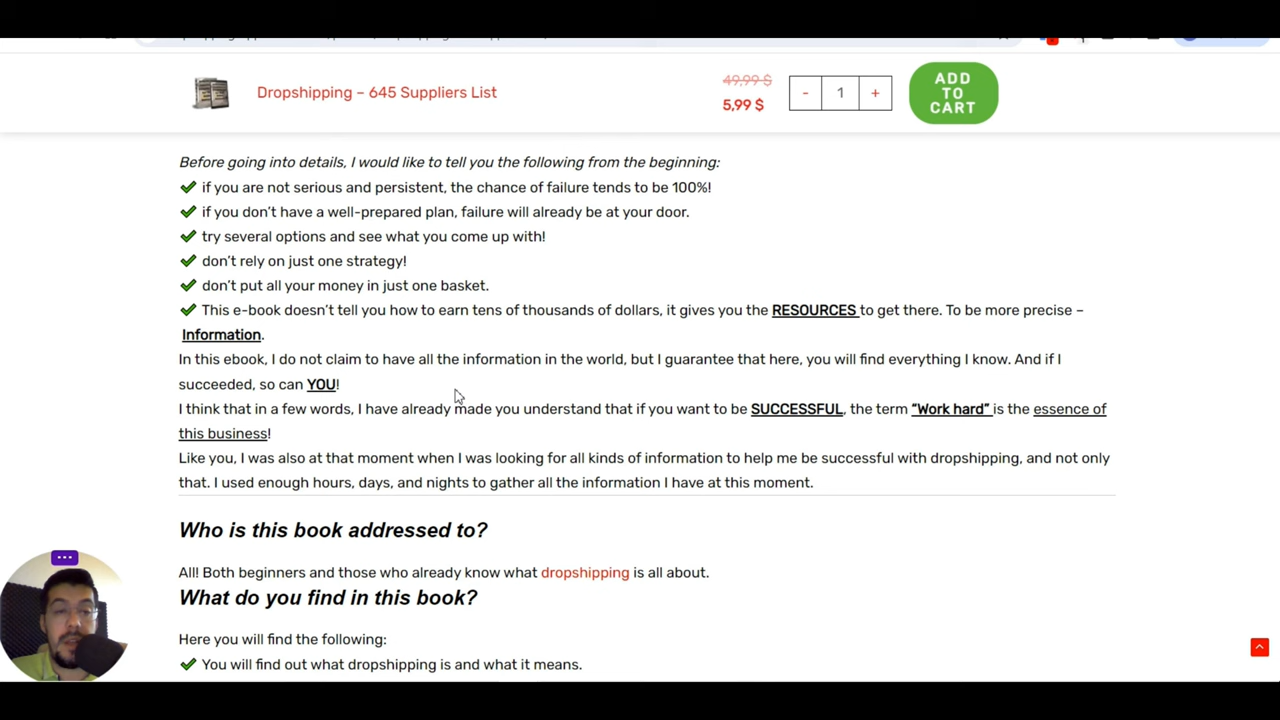 Dropshipping – 645 Suppliers List
49,99 $
5,99 $
- 1 +
ADD
TO
CART
Before going into details, I would like to tell you the following from the beginning:
if you are not serious and persistent, the chance of failure tends to be 100%!
if you don’t have a well-prepared plan, failure will already be at your door.
try several options and see what you come up with!
don’t rely on just one strategy!
don’t put all your money in just one basket.
This e-book doesn’t tell you how to earn tens of thousands of dollars, it gives you the RESOURCES to get there. To be more precise –
Information.
In this ebook, I do not claim to have all the information in the world, but I guarantee that here, you will find everything I know. And if I
succeeded, so can YOU!
I think that in a few words, I have already made you understand that if you want to be SUCCESSFUL, the term “Work hard” is the essence of
this business!
Like you, I was also at that moment when I was looking for all kinds of information to help me be successful with dropshipping, and not only
that. I used enough hours, days, and nights to gather all the information I have at this moment.
Who is this book addressed to?
All! Both beginners and those who already know what dropshipping is all about.
What do you find in this book?
Here you will find the following:
You will find out what dropshipping is and what it means.